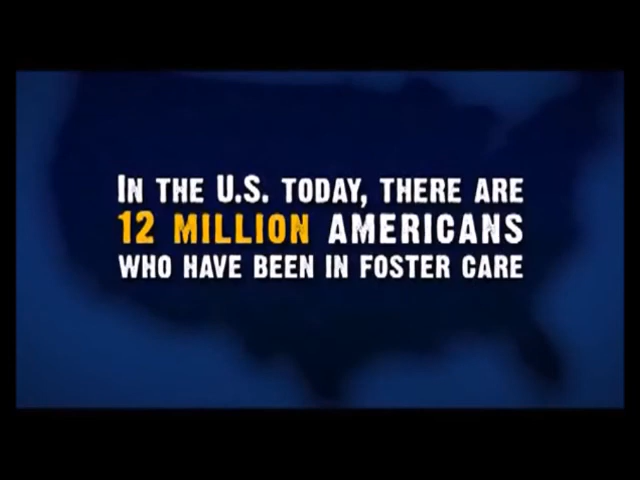 IN THE U.S. TODAY, THERE ARE
12 MILLION AMERICANS
WHO HAVE BEEN IN FOSTER CARE